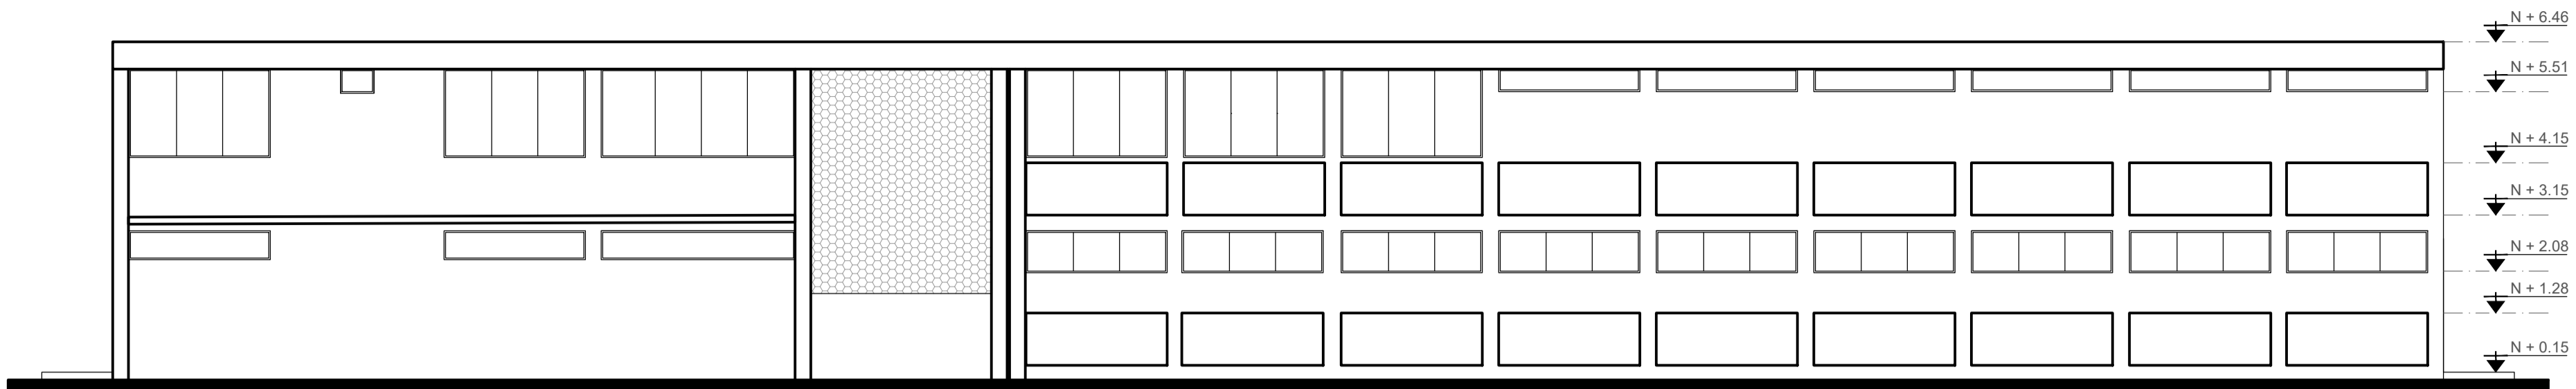 N + 6.46
N + 5.51
N + 4.15
N + 3.15
N + 2.08
N + 1.28
N + 0.15